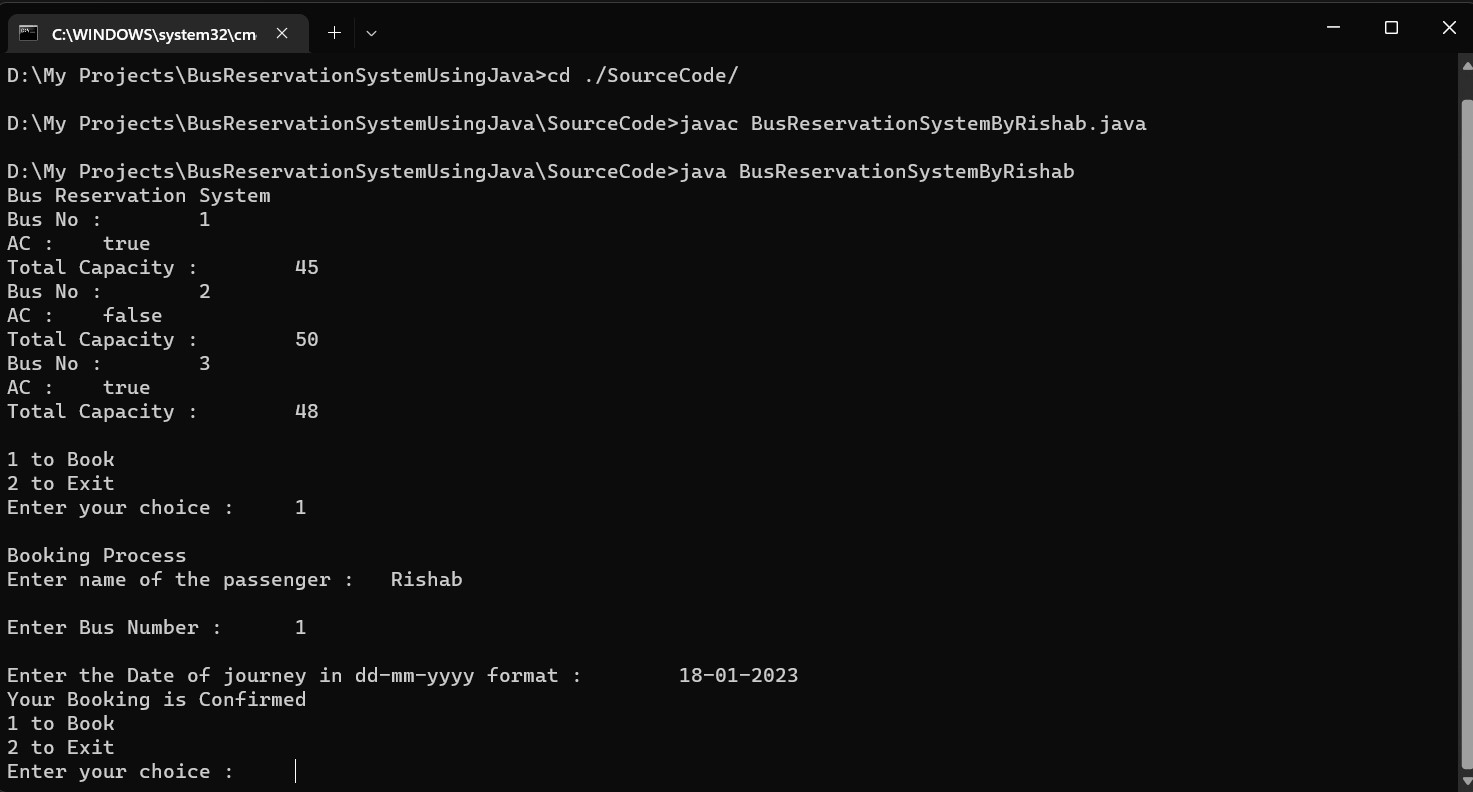 C:\WINDOWS\system32\cm
D:\My Projects\BusReservationSystemUsingJava>cd ./SourceCode/
D:\My Projects\BusReservationSystemUsingJava\SourceCode>javac BusReservationSystemByRishab.java
D:\My Projects\BusReservationSystemUsingJava\SourceCode>java BusReservationSystemByRishab
Bus Reservation System
Bus No :        1
AC :    true
Total Capacity :        45
Bus No :        2
AC :    false
Total Capacity :        50
Bus No :        3
AC :    true
Total Capacity :        48
1 to Book
2 to Exit
Enter your choice :     1
Booking Process
Enter name of the passenger :   Rishab
Enter Bus Number :      1
Enter the Date of journey in dd-mm-yyyy format :        18-01-2023
Your Booking is Confirmed
1 to Book
2 to Exit
Enter your choice :